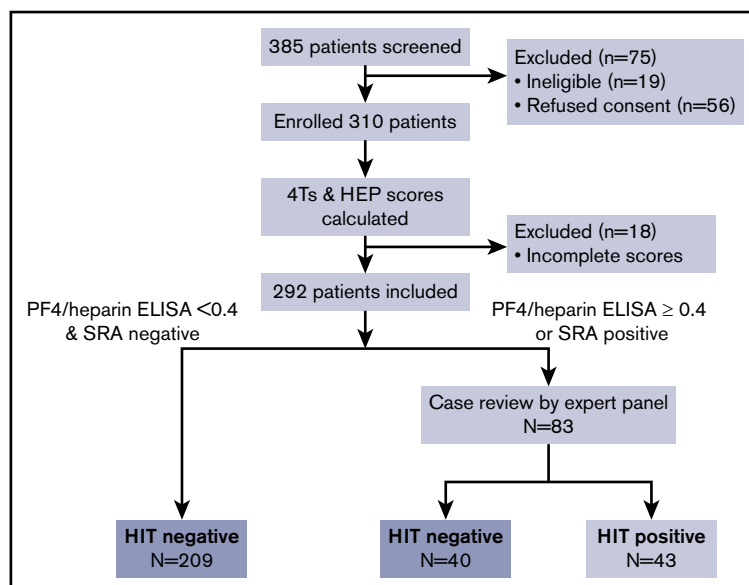 385 patients screened
Excluded (n=75)
• Ineligible (n=19)
• Refused consent (n=56)
Enrolled 310 patients
4Ts & HEP scores
calculated
Excluded (n=18)
• Incomplete scores
292 patients included
PF4/heparin ELISA <0.4
& SRA negative
PF4/heparin ELISA ≥ 0.4
or SRA positive
Case review by expert panel
N=83
HIT negative
N=209
HIT negative
N=40
HIT positive
N=43